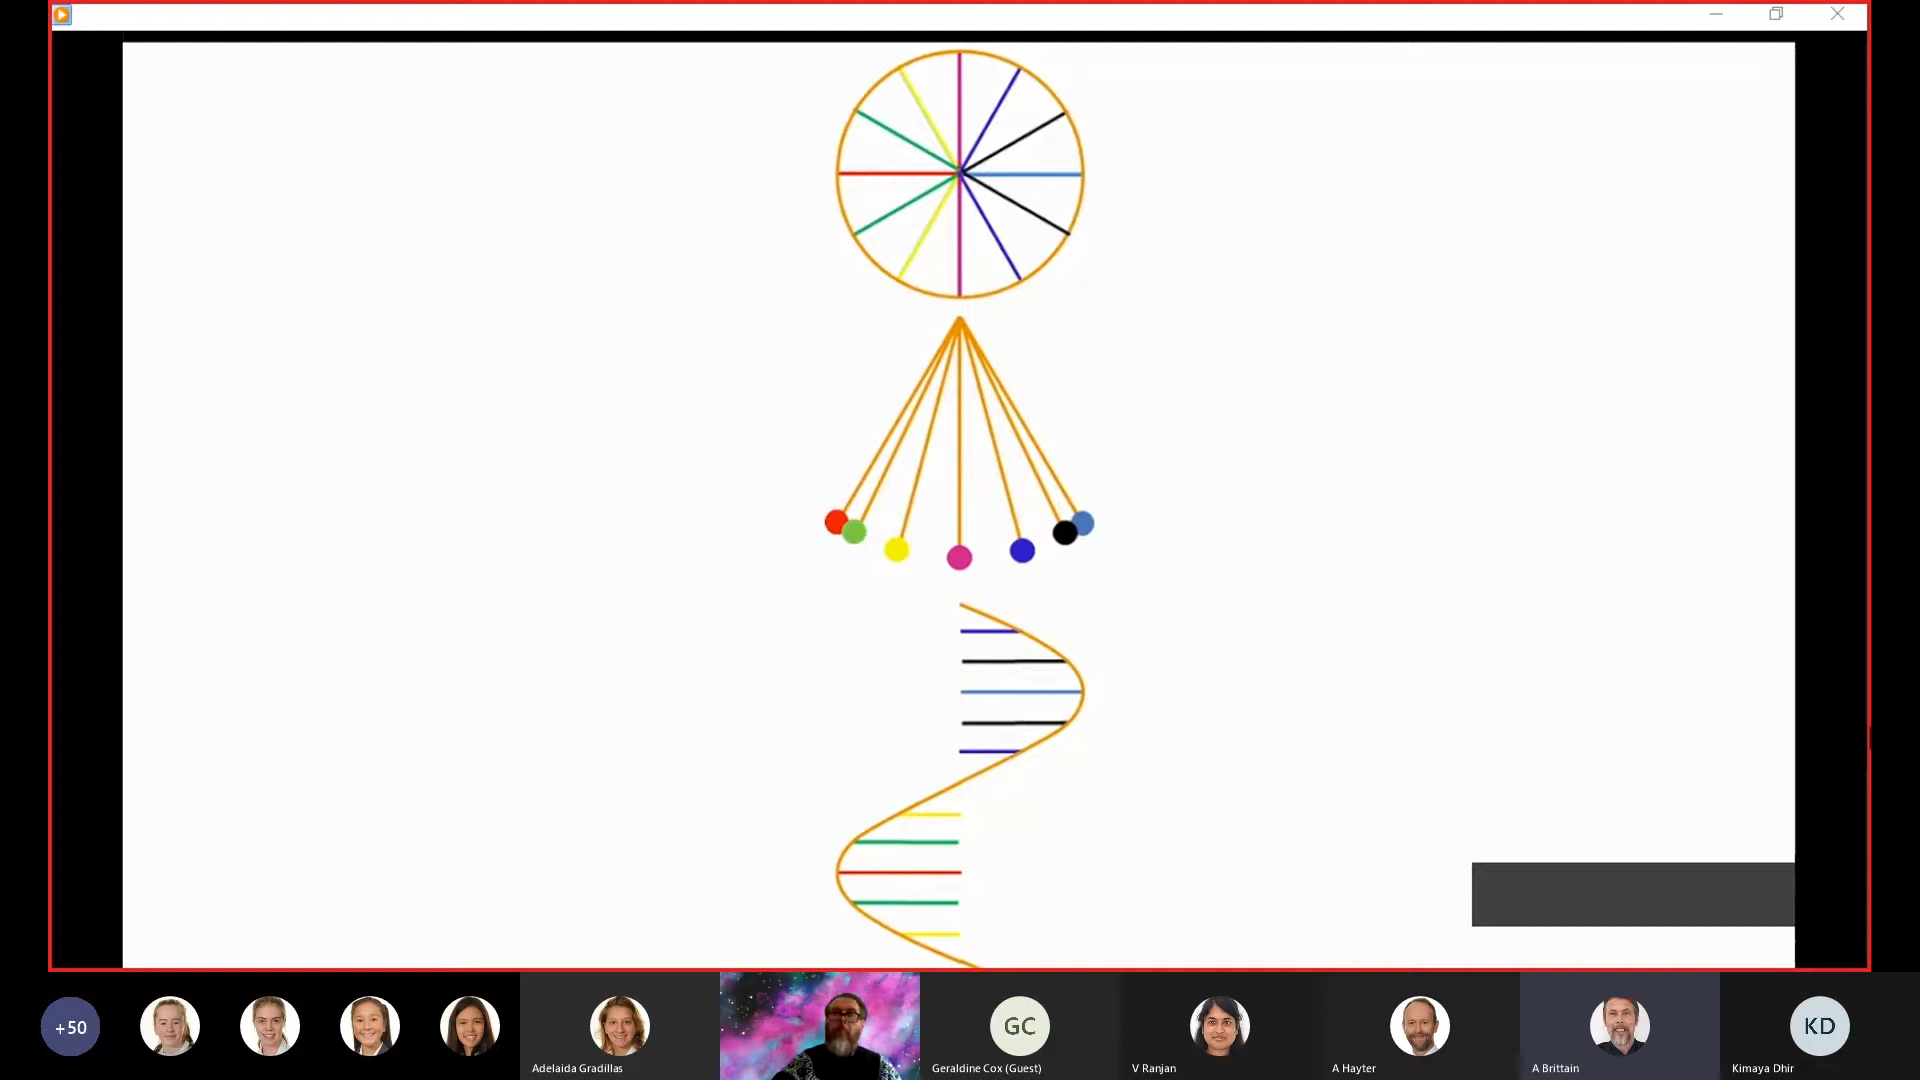 +50
Adelaida Gradillas
GC
Geraldine Cox (Guest)
V Ranjan
A Hayter
A Brittain
KD
Kimaya Dhir